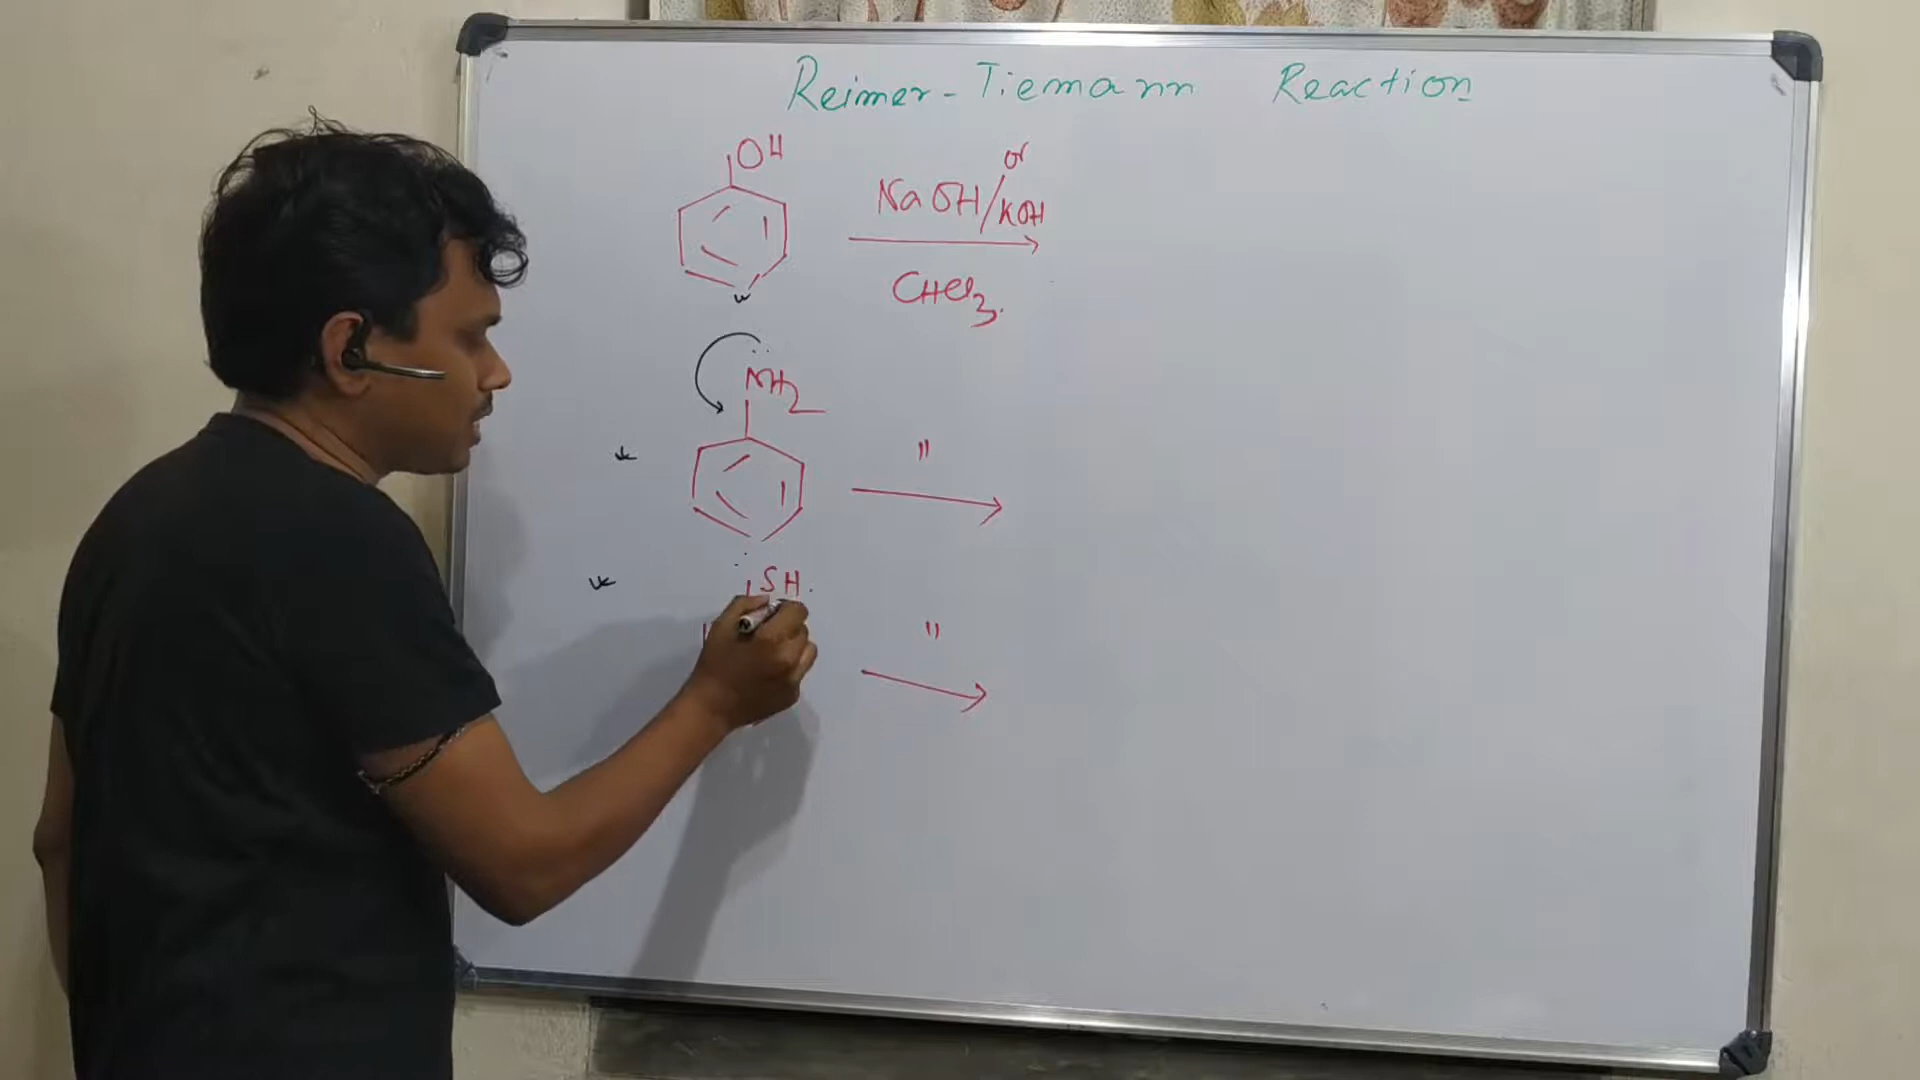 Reimer-Tiemann Reaction
OH
or
NaOH/KOH
CHCl3.
NH2
"
SH.
"